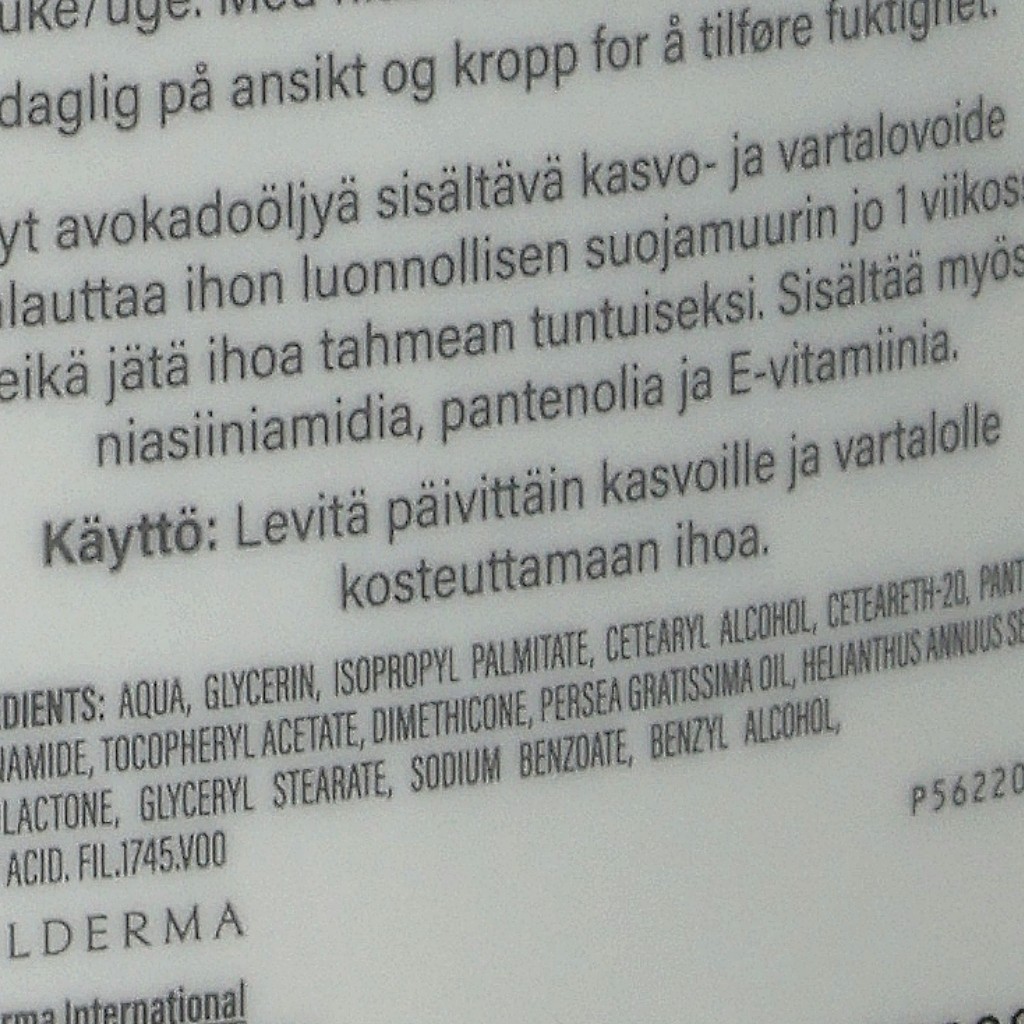 daglig på ansikt og kropp for å tilføre fuktighet.
avokadoöljyä sisältävä kasvo- ja vartalovoide
ihon luonnollisen suojamuurin jo 1
jätä ihoa tahmean tuntuiseksi. Sisältää myös
niasiiniamidia, pantenolia ja E-vitamiinia.
Käyttö: Levitä päivittäin kasvoille ja vartalolle
kosteuttamaan ihoa.
AQUA, GLYCERIN, ISOPROPYL PALMITATE, CETEARYL ALCOHOL, CETEARETH-20,
TOCOPHERYL ACETATE, DIMETHICONE, PERSEA GRATISSIMA OIL, HELIANTHUS ANNUUS
GLYCERYL STEARATE, SODIUM BENZOATE, BENZYL ALCOHOL,
ACID. FIL.1745.V00
P56220
LDERMA
International